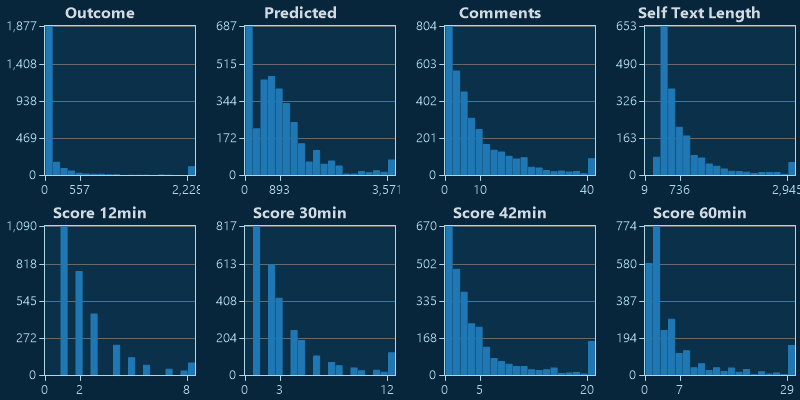 Outcome
1,877
1,408
938
469
0
0 557 2,228
Predicted
687
515
344
172
0
0 893 3,571
Comments
804
603
402
201
0
0 10 40
Self Text Length
653
490
326
163
0
9 736 2,945
Score 12min
1,090
818
545
272
0
0 2 8
Score 30min
817
613
408
204
0
0 3 12
Score 42min
670
502
335
168
0
0 5 20
Score 60min
774
580
387
194
0
0 7 29